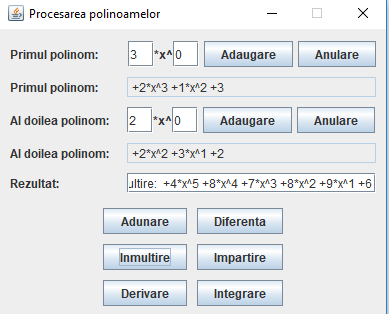 Procesarea polinoamelor
Primul polinom: 3 *x^ 0 Adaugare Anulare
Primul polinom: +2*x^3 +1*x^2 +3
Al doilea polinom: 2 *x^ 0 Adaugare Anulare
Al doilea polinom: +2*x^2 +3*x^1 +2
Rezultat: ultire: +4*x^5 +8*x^4 +7*x^3 +8*x^2 +9*x^1 +6
Adunare Diferenta
Inmultire Impartire
Derivare Integrare